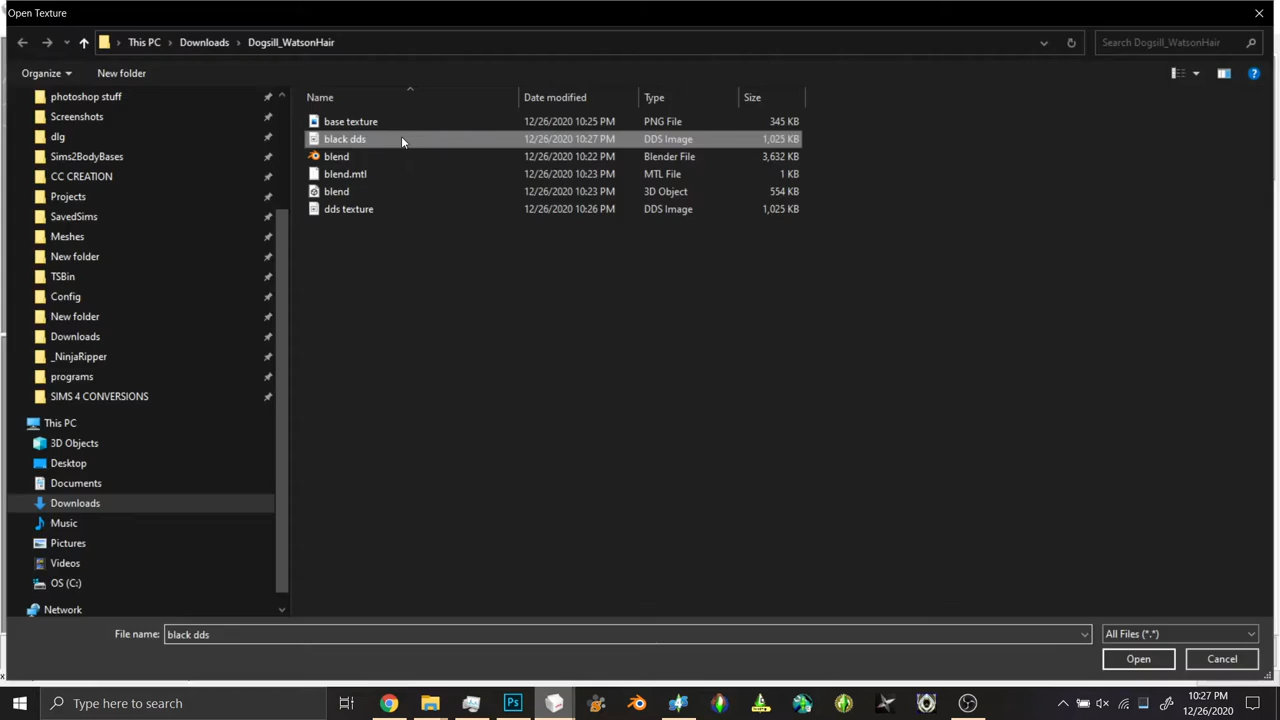 Open Texture
This PC Downloads Dogsill_WatsonHair Search Dogsill_WatsonHair
Organize New folder
photoshop stuff
Screenshots
dlg
Sims2BodyBases
CC CREATION
Projects
SavedSims
Meshes
New folder
TSBin
Config
New folder
Downloads
_NinjaRipper
programs
SIMS 4 CONVERSIONS
This PC
3D Objects
Desktop
Documents
Downloads
Music
Pictures
Videos
OS (C:)
Network
Name Date modified Type Size
base texture 12/26/2020 10:25 PM PNG File 345 KB
black dds 12/26/2020 10:27 PM DDS Image 1,025 KB
blend 12/26/2020 10:22 PM Blender File 3,632 KB
blend.mtl 12/26/2020 10:23 PM MTL File 1 KB
blend 12/26/2020 10:23 PM 3D Object 554 KB
dds texture 12/26/2020 10:26 PM DDS Image 1,025 KB
File name: black dds All Files (*.*)
Open Cancel
Type here to search Ps 10:27 PM
12/26/2020